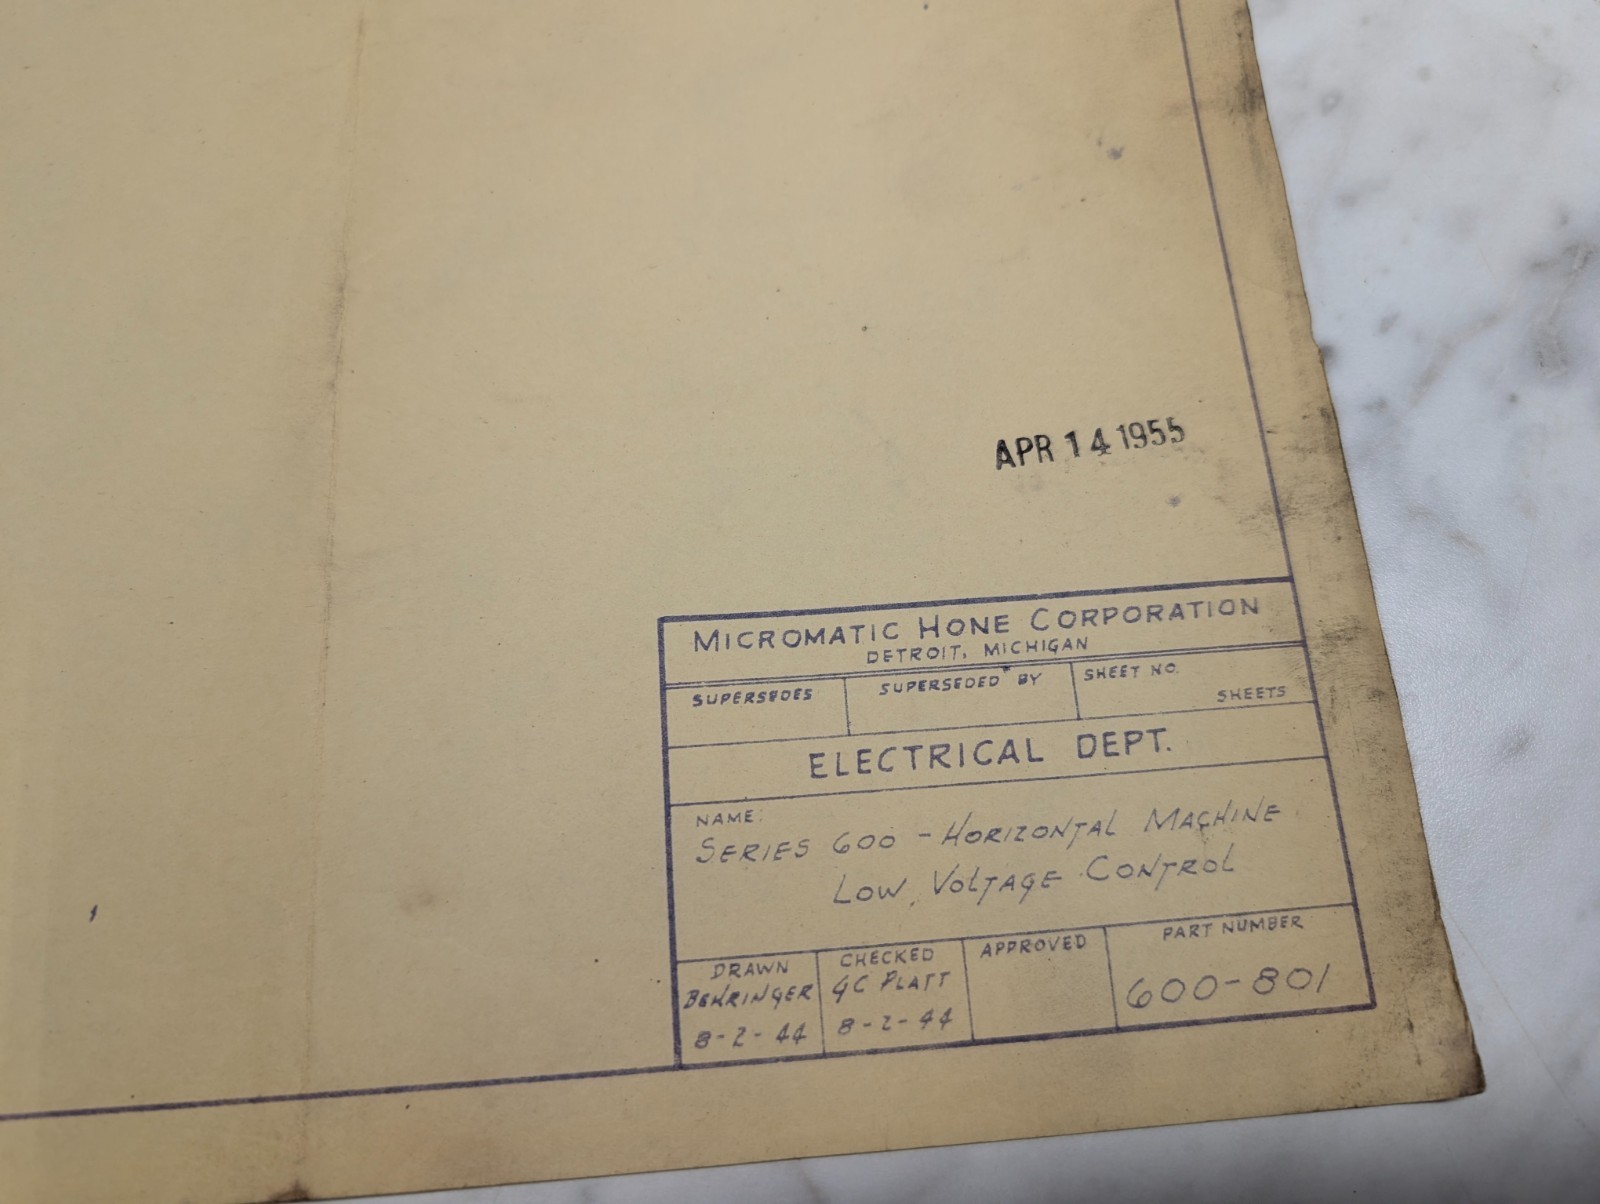 APR 14 1955
MICROMATIC HONE CORPORATION
DETROIT, MICHIGAN
SUPERSEDES
SUPERSEDED BY
SHEET NO.
SHEETS
ELECTRICAL DEPT.
NAME:
SERIES 600 - HORIZONTAL MACHINE
LOW VOLTAGE CONTROL
DRAWN
BEHRINGER
8-2-44
CHECKED
GC PLATT
8-2-44
APPROVED
PART NUMBER
600-801